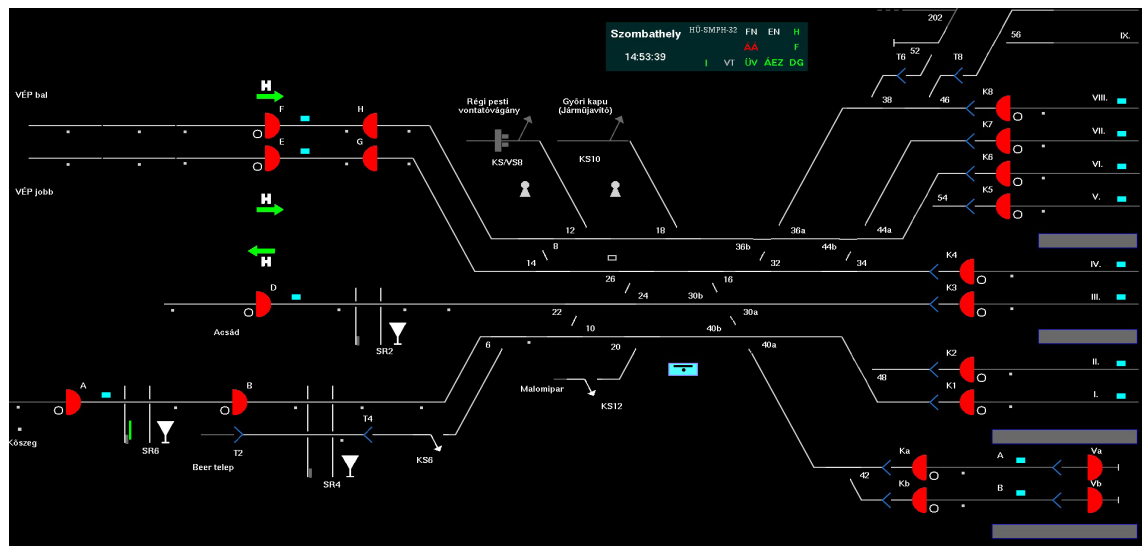 202
52
56
IX.
Szombathely HÜ-SMPH-32 FN EN H
ÁÁ F
14:53:39
I VT ÜV ÁEZ DG
T6 T8
VÉP bal
H
F H
Régi pesti
vontatóvágány
Györi kapu
(Jármüjavító)
38 46 K8 VIII.
K7 VII.
E G
KS/VS8 KS10
K6 VI.
VÉP jobb
K5 V.
54
H
12 18 36a 44a
8 36b 44b
H
14 32 34 K4 IV.
26 16
D
24 30b K3 III.
22 30a
Acsád
SR2
10 40b
6 20 40a
K2 II.
48
Malomipar
A B
K1 I.
KS12
Köszeg
SR6 T2 T4
Beer telep KS6
SR4
Ka A Va
42
Kb B Vb